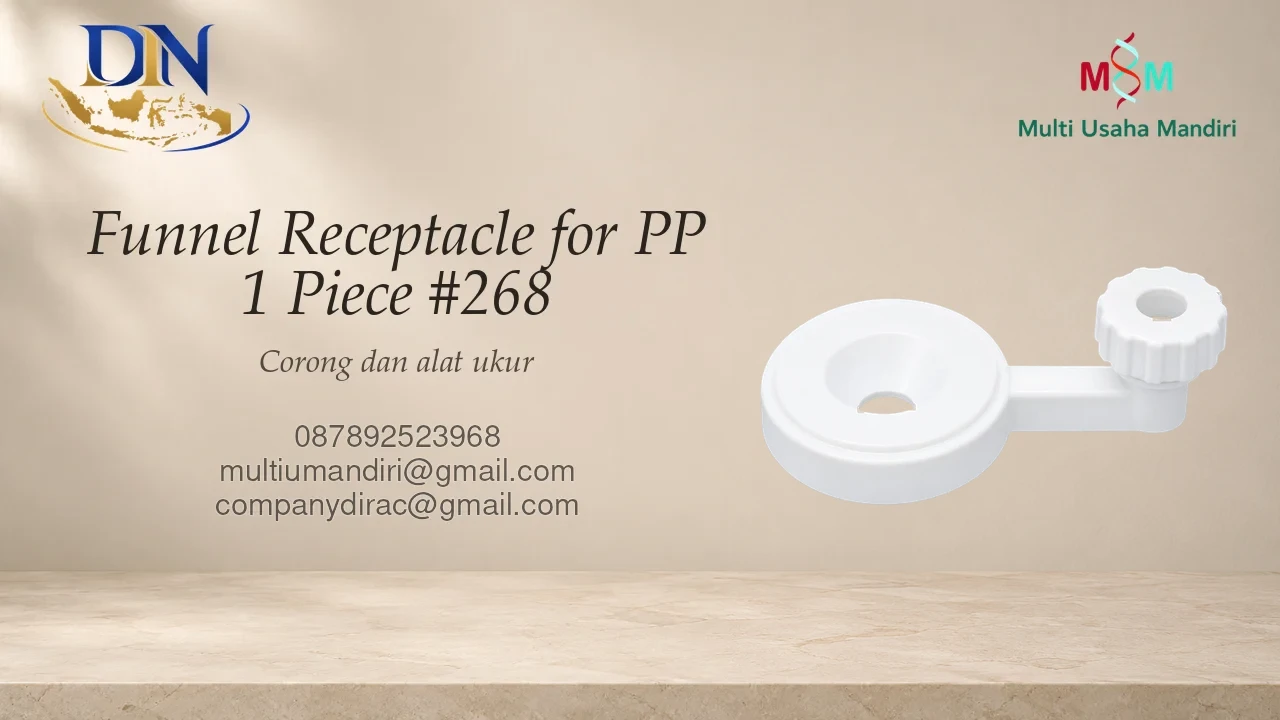 DN
M M
Multi Usaha Mandiri
Funnel Receptacle for PP
1 Piece #268
Corong dan alat ukur
087892523968
multiumandiri@gmail.com
companydirac@gmail.com